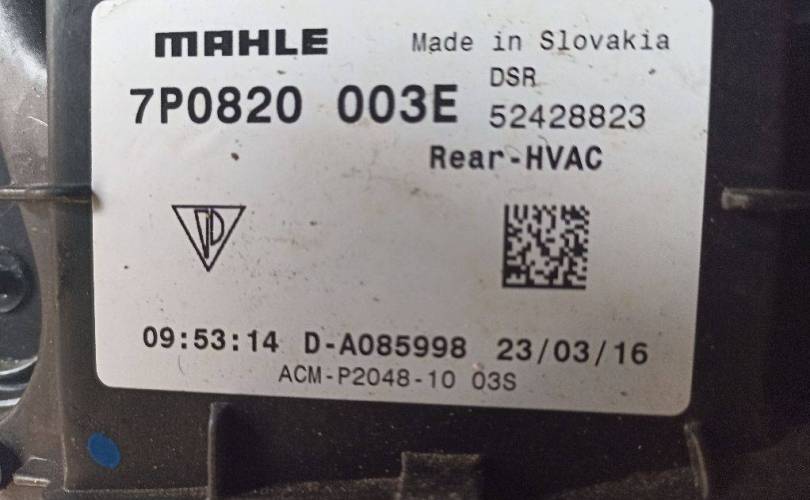 MAHLE Made in Slovakia
DSR
7P0820 003E 52428823
Rear-HVAC
09:53:14 D-A085998 23/03/16
ACM-P2048-10 03S